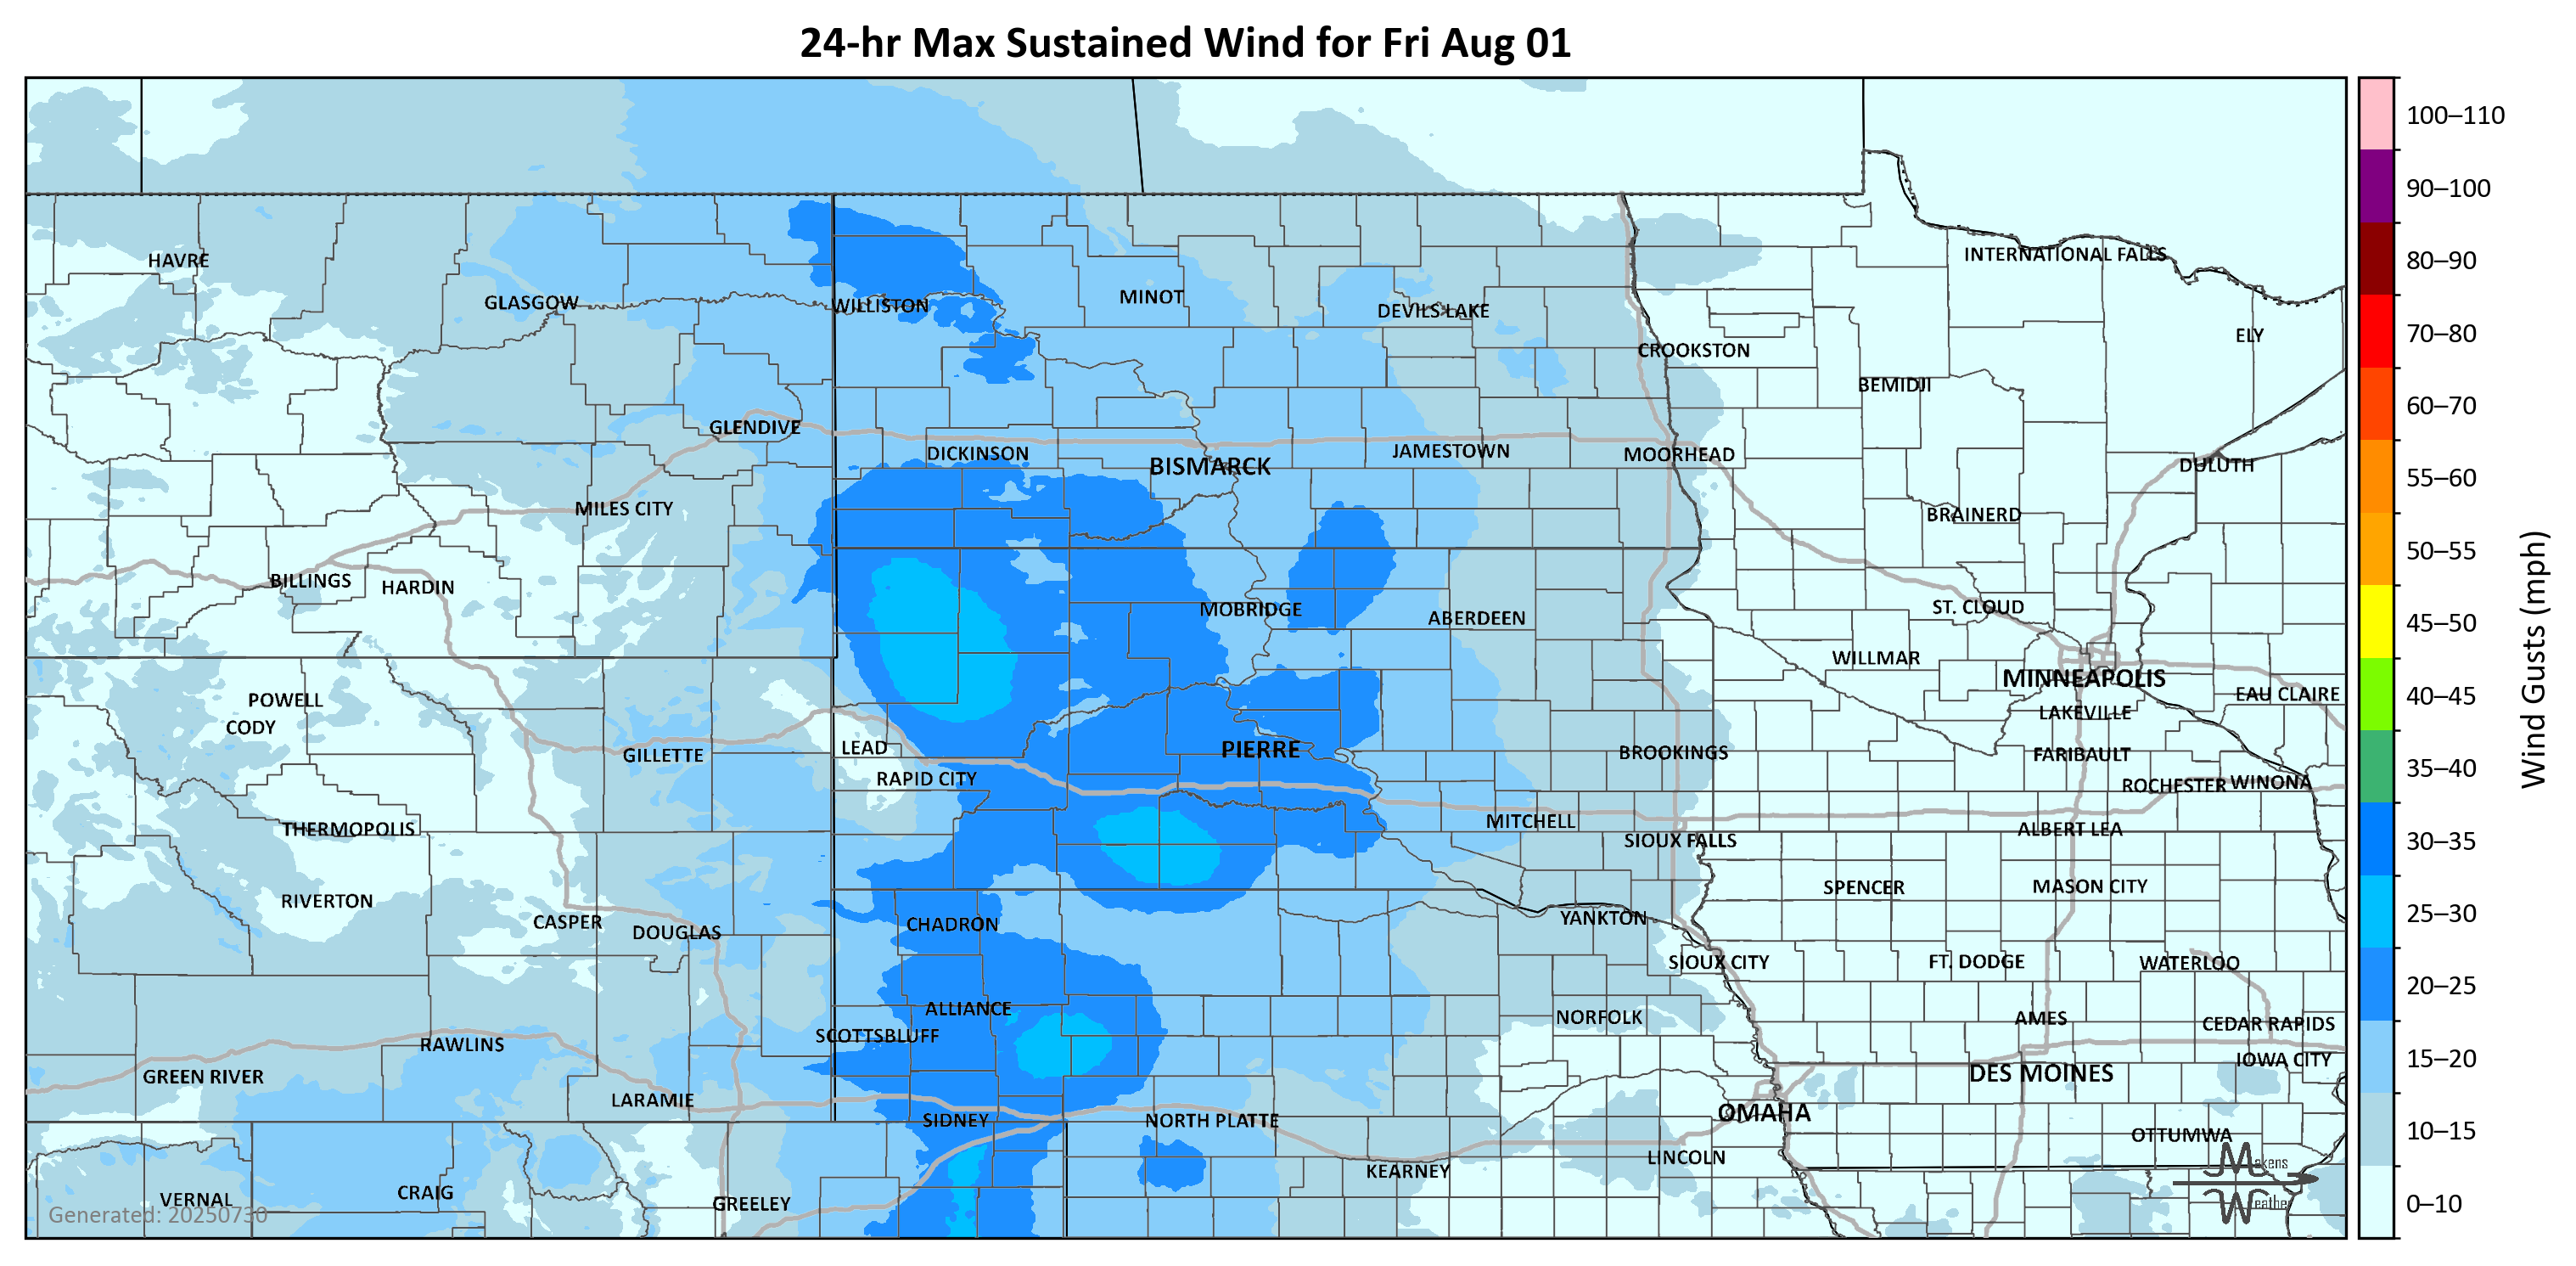 24-hr Max Sustained Wind for Fri Aug 01
100–110
90–100
80–90
70–80
60–70
55–60
50–55
45–50
40–45
35–40
30–35
25–30
20–25
15–20
10–15
0–10
Wind Gusts (mph)
HAVRE
INTERNATIONAL FALLS
GLASGOW
WILLISTON
MINOT
DEVILS LAKE
ELY
CROOKSTON
BEMIDJI
GLENDIVE
DICKINSON
BISMARCK
JAMESTOWN
MOORHEAD
DULUTH
MILES CITY
BRAINERD
BILLINGS
HARDIN
MOBRIDGE
ABERDEEN
ST. CLOUD
WILLMAR
MINNEAPOLIS
POWELL
EAU CLAIRE
CODY
LAKEVILLE
GILLETTE
LEAD
PIERRE
BROOKINGS
FARIBAULT
RAPID CITY
ROCHESTER
WINONA
THERMOPOLIS
MITCHELL
ALBERT LEA
SIOUX FALLS
RIVERTON
SPENCER
MASON CITY
CASPER
DOUGLAS
CHADRON
YANKTON
SIOUX CITY
FT. DODGE
WATERLOO
ALLIANCE
NORFOLK
AMES
CEDAR RAPIDS
SCOTTSBLUFF
RAWLINS
IOWA CITY
GREEN RIVER
DES MOINES
LARAMIE
SIDNEY
NORTH PLATTE
OMAHA
OTTUMWA
LINCOLN
KEARNEY
VERNAL
CRAIG
GREELEY
Generated: 20250730
Makens
Weather